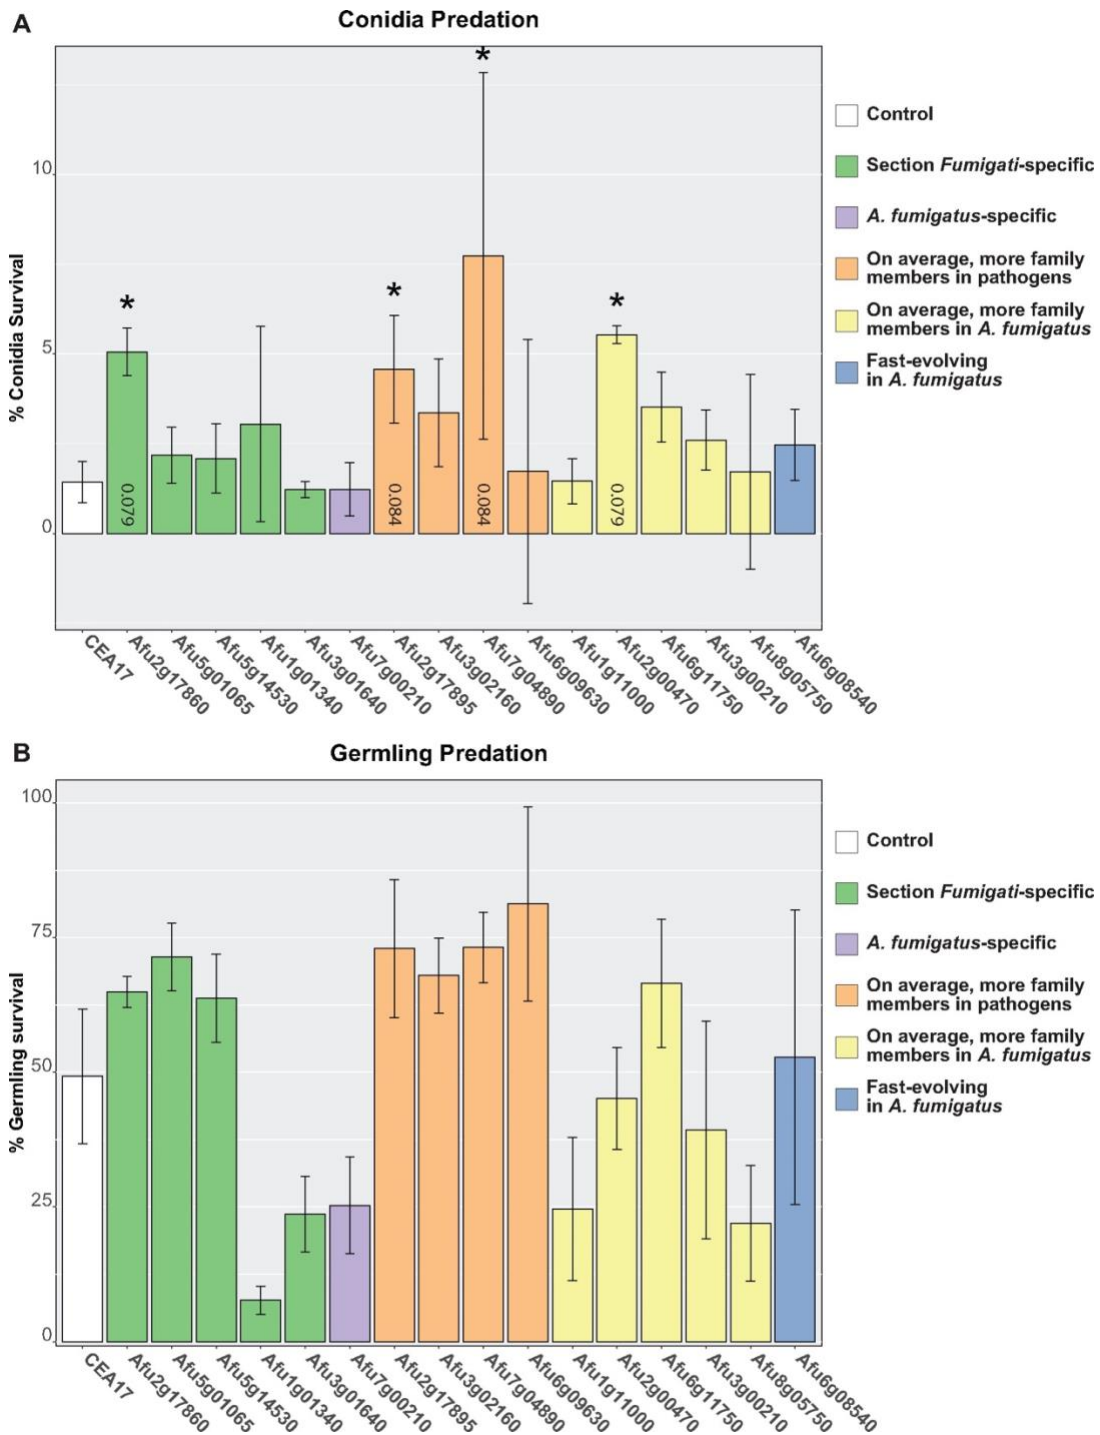 A
Conidia Predation
% Conidia Survival
10
5
0
*
*
*
*
0.079
0.084
0.084
0.079
CEA17
Afu2g17860
Afu5g01065
Afu5g14530
Afu1g01340
Afu3g01640
Afu7g00210
Afu2g17895
Afu3g02160
Afu7g04890
Afu6g09630
Afu1g11000
Afu2g00470
Afu6g11750
Afu3g00210
Afu8g05750
Afu6g08540
Control
Section Fumigati-specific
A. fumigatus-specific
On average, more family
members in pathogens
On average, more family
members in A. fumigatus
Fast-evolving
in A. fumigatus
B
Germling Predation
% Germling survival
100
75
50
25
0
CEA17
Afu2g17860
Afu5g01065
Afu5g14530
Afu1g01340
Afu3g01640
Afu7g00210
Afu2g17895
Afu3g02160
Afu7g04890
Afu6g09630
Afu1g11000
Afu2g00470
Afu6g11750
Afu3g00210
Afu8g05750
Afu6g08540
Control
Section Fumigati-specific
A. fumigatus-specific
On average, more family
members in pathogens
On average, more family
members in A. fumigatus
Fast-evolving
in A. fumigatus